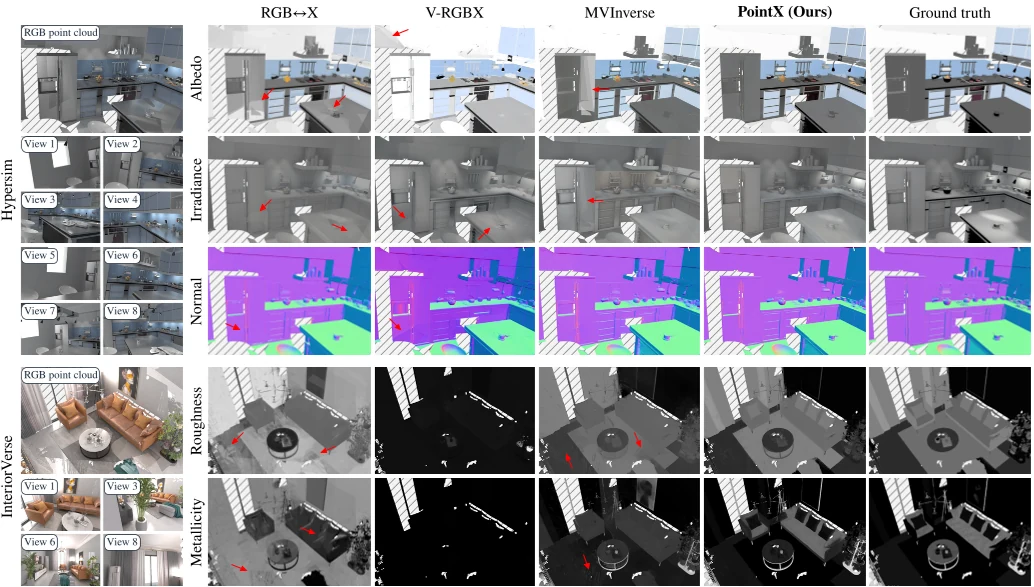 RGB↔X V-RGBX MVInverse PointX (Ours) Ground truth
Hypersim
RGB point cloud
View 1 View 2
View 3 View 4
View 5 View 6
View 7 View 8
Albedo
Irradiance
Normal
InteriorVerse
RGB point cloud
View 1 View 3
View 6 View 8
Roughness
Metallicity